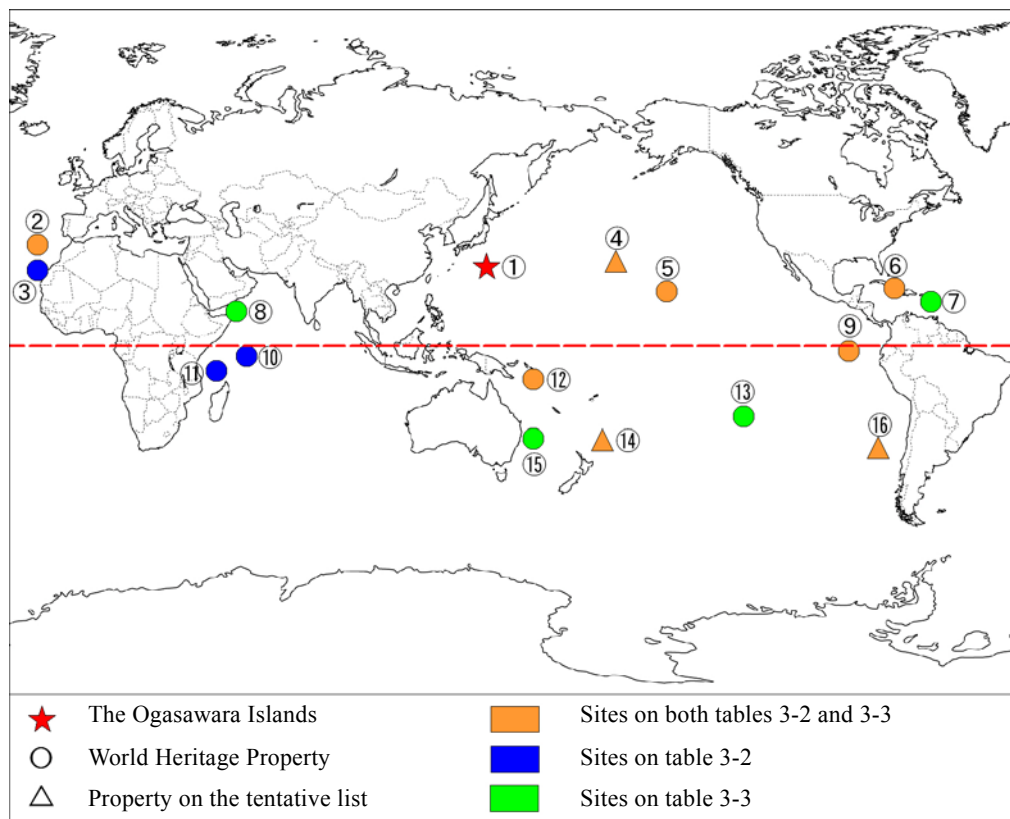 ②
③
①
④
⑤
⑥
⑦
⑧
⑨
⑩
⑪
⑫
⑬
⑭
⑮
⑯
The Ogasawara Islands
Sites on both tables 3-2 and 3-3
World Heritage Property
Sites on table 3-2
Property on the tentative list
Sites on table 3-3